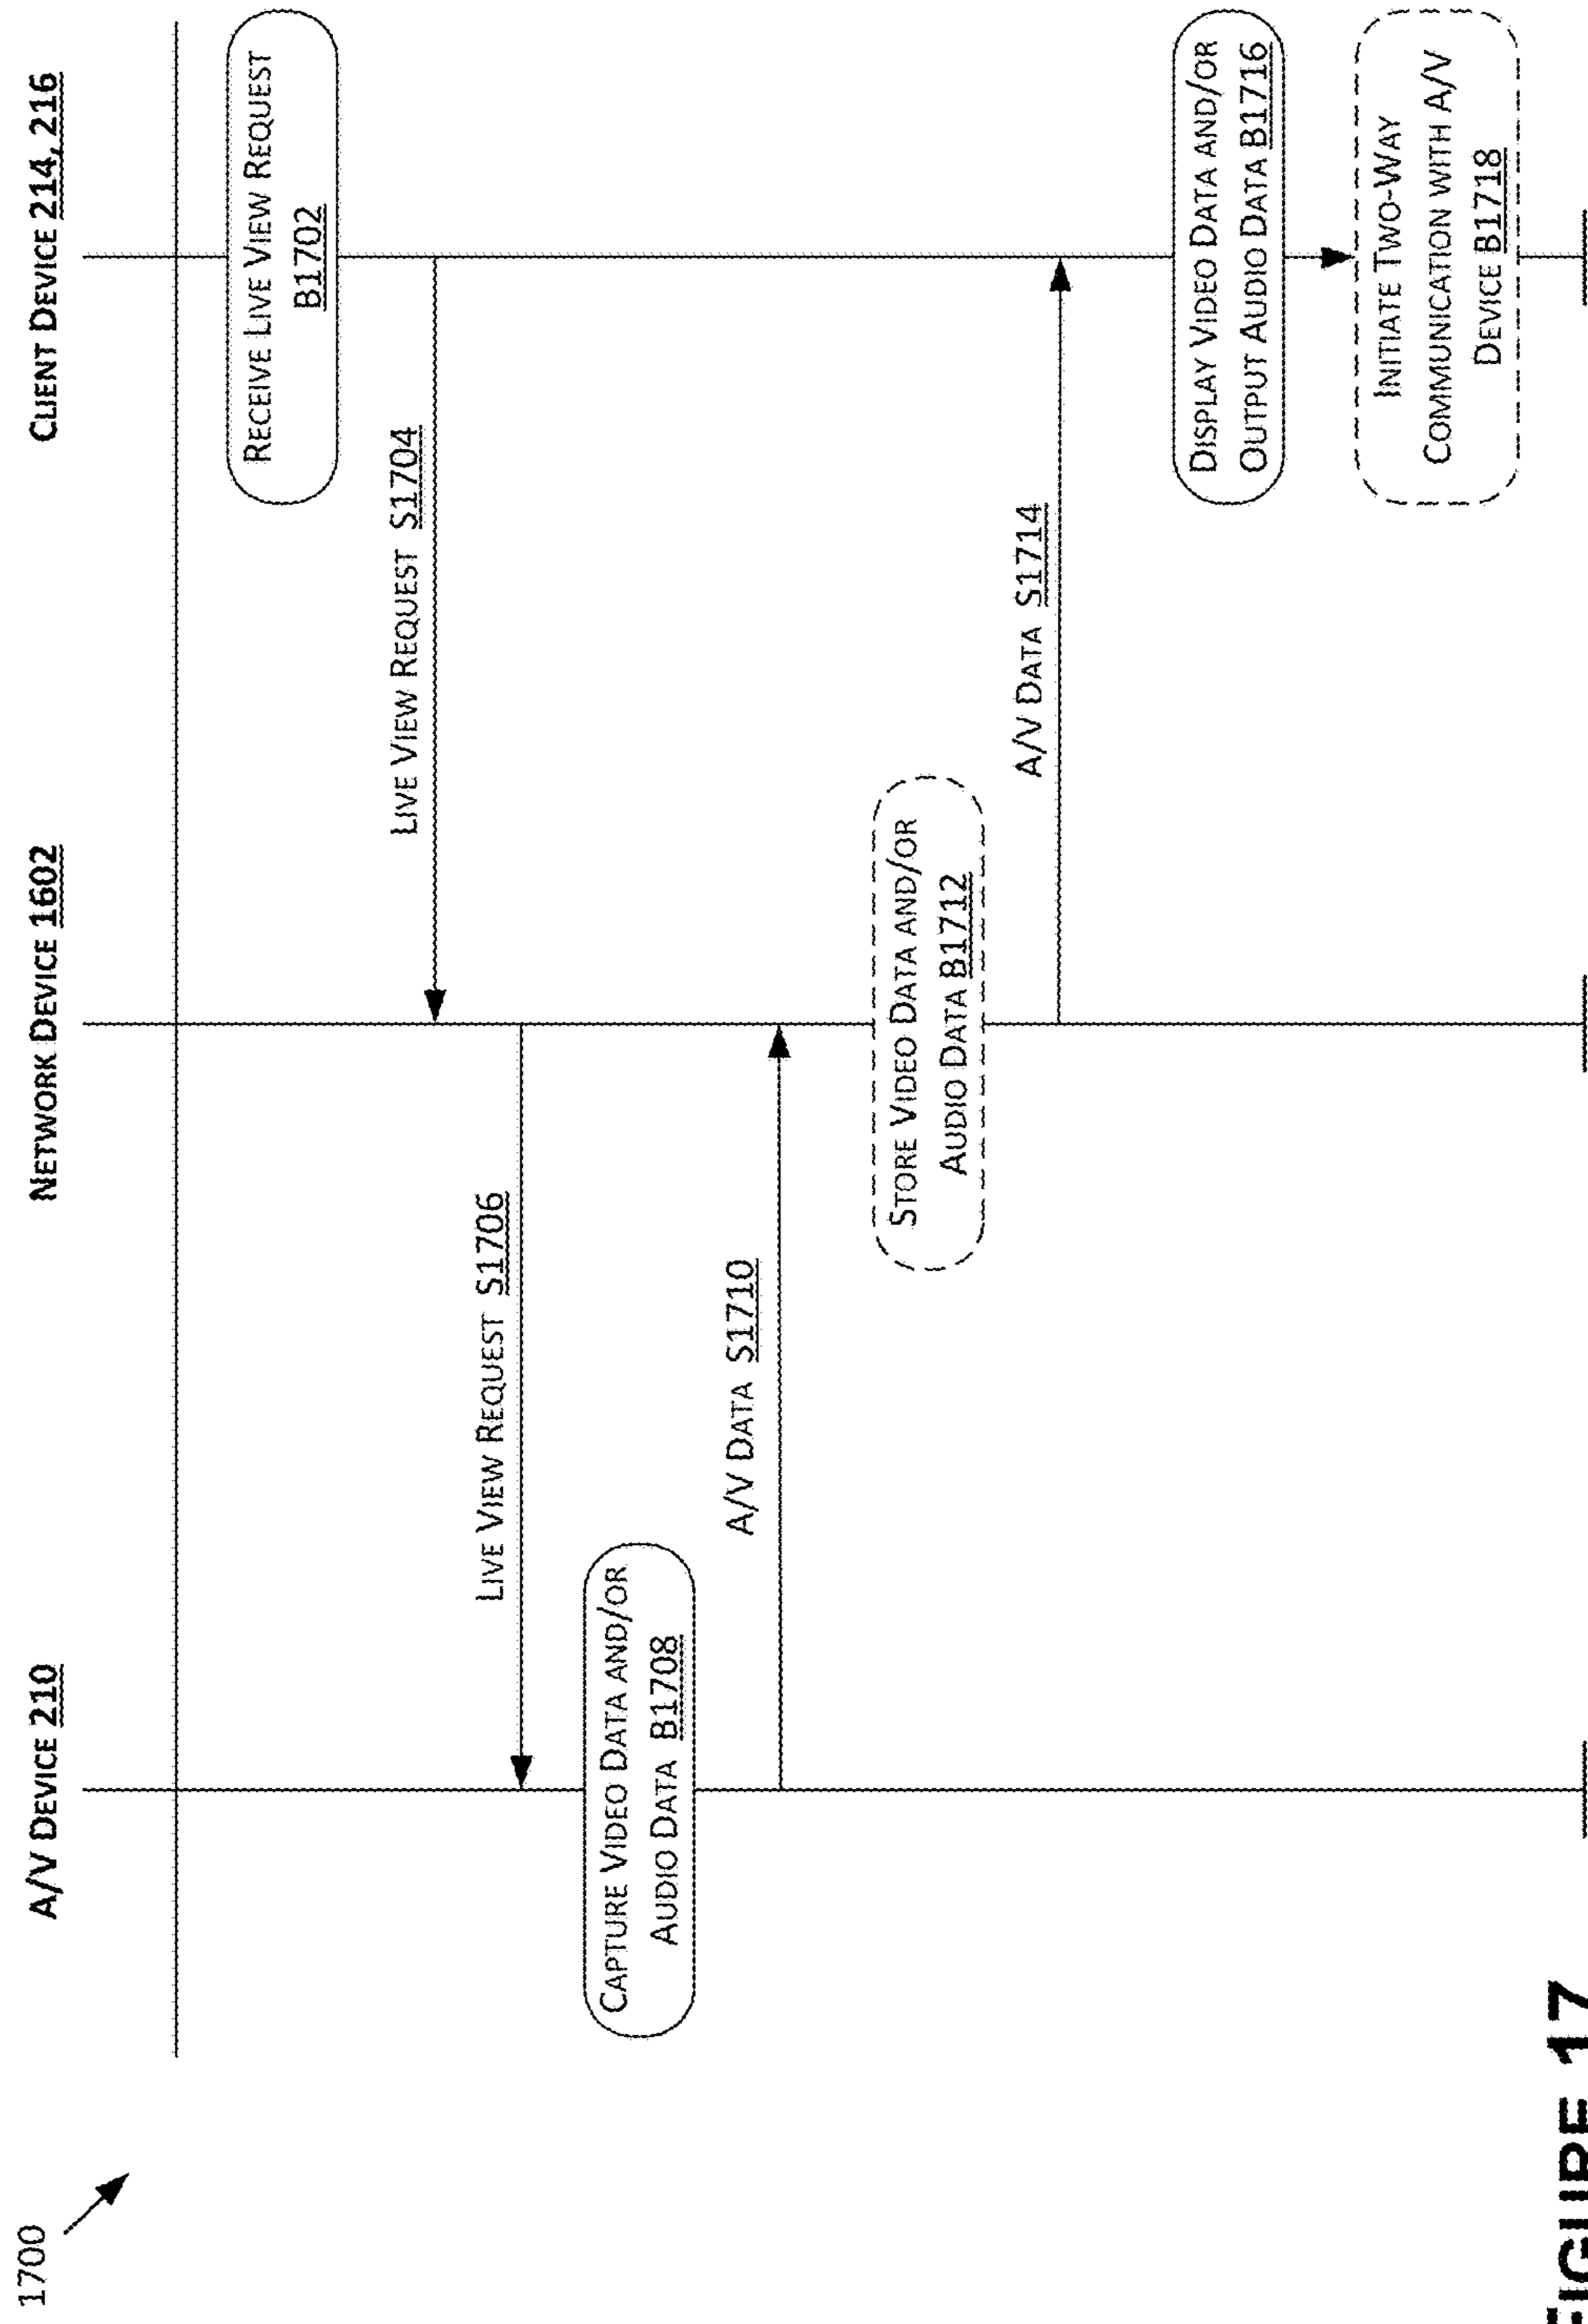 1700
A/V DEVICE 210
NETWORK DEVICE 1602
CLIENT DEVICE 214, 216
RECEIVE LIVE VIEW REQUEST
B1702
LIVE VIEW REQUEST S1704
LIVE VIEW REQUEST S1706
CAPTURE VIDEO DATA AND/OR
AUDIO DATA B1708
A/V DATA S1710
STORE VIDEO DATA AND/OR
AUDIO DATA B1712
A/V DATA S1714
DISPLAY VIDEO DATA AND/OR
OUTPUT AUDIO DATA B1716
INITIATE TWO-WAY
COMMUNICATION WITH A/V
DEVICE B1718
FIGURE 17